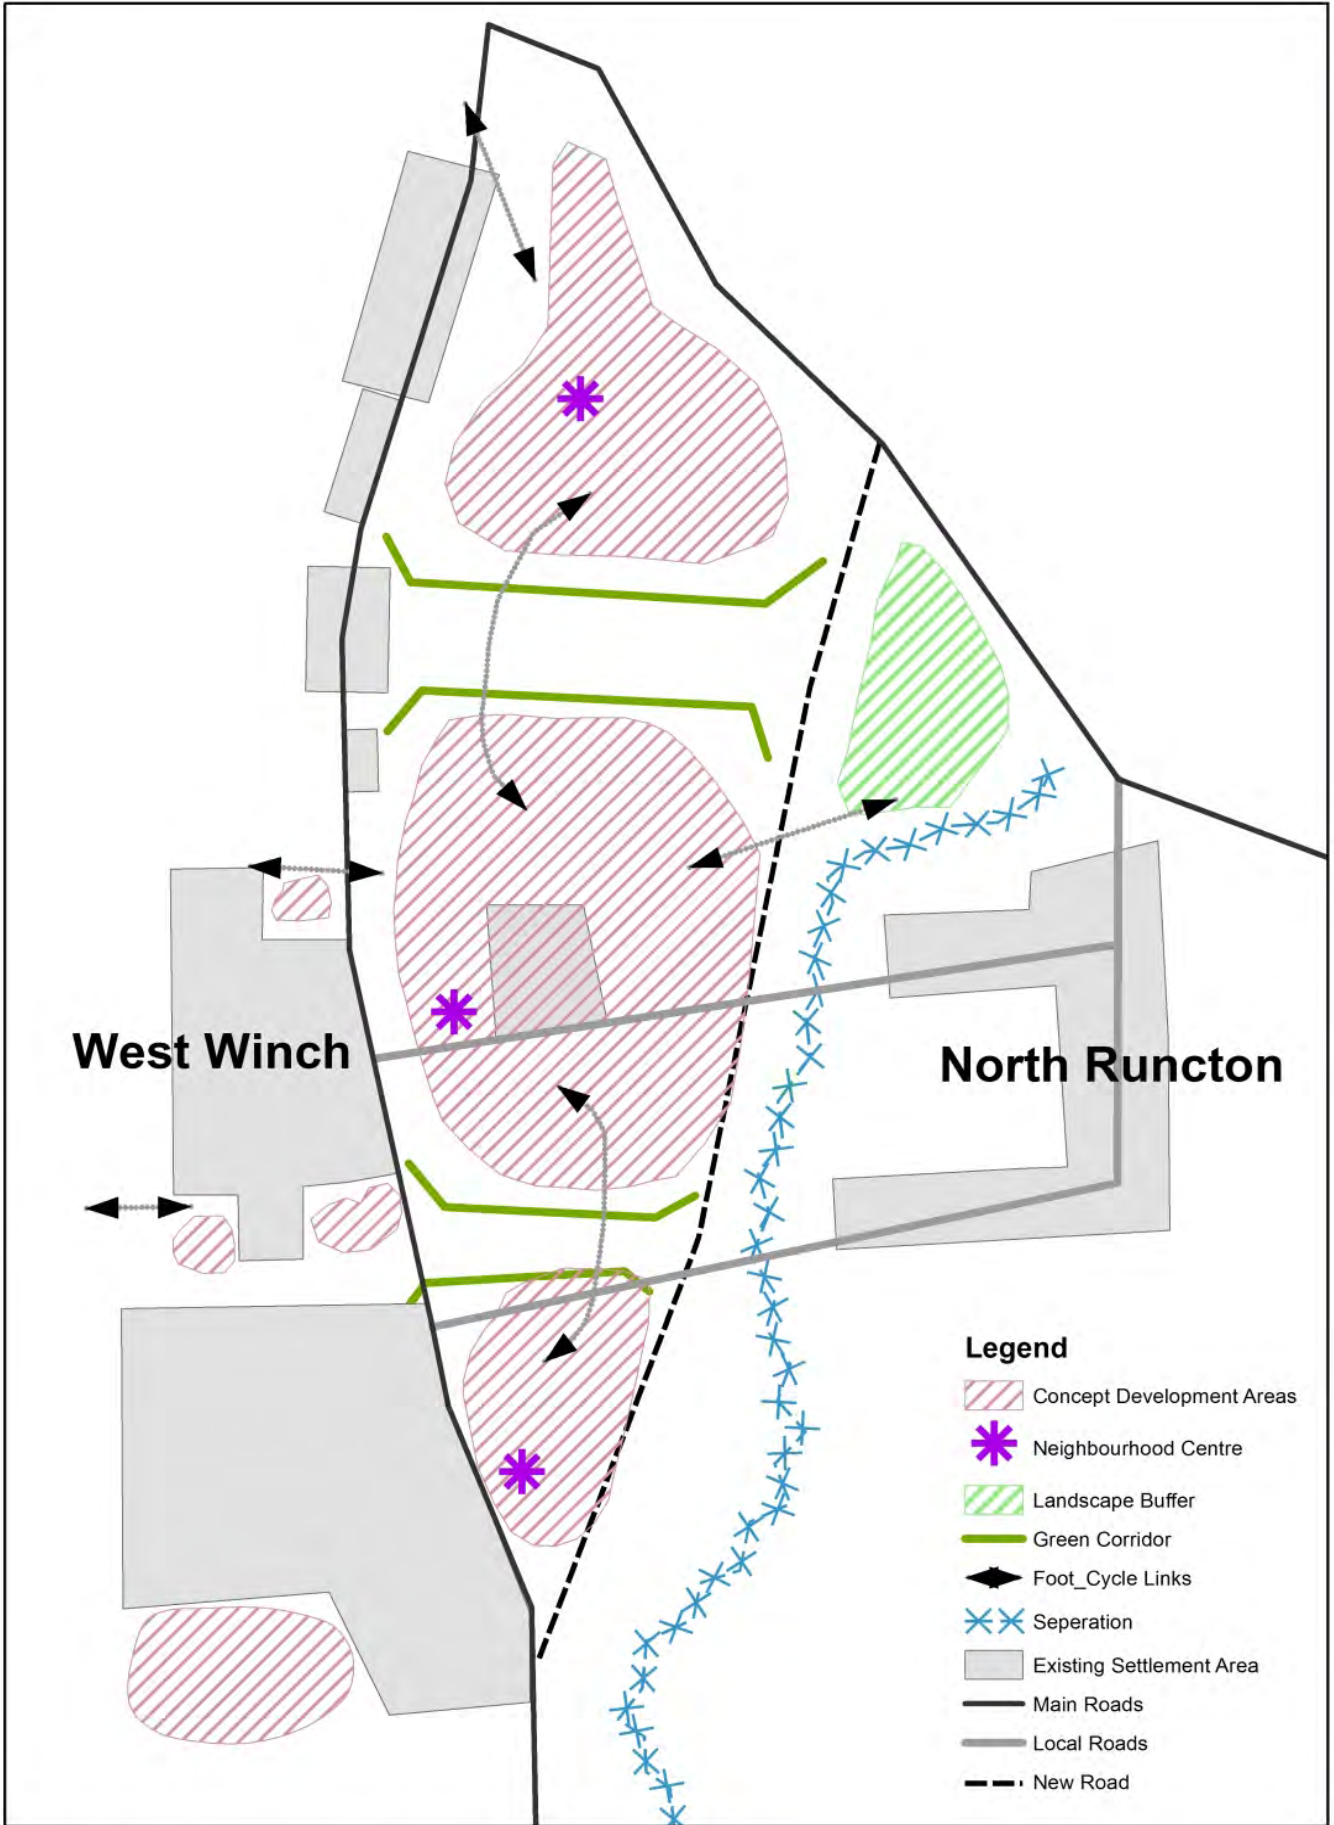 West Winch
North Runcton
Legend
Concept Development Areas
Neighbourhood Centre
Landscape Buffer
Green Corridor
Foot_Cycle Links
Seperation
Existing Settlement Area
Main Roads
Local Roads
New Road